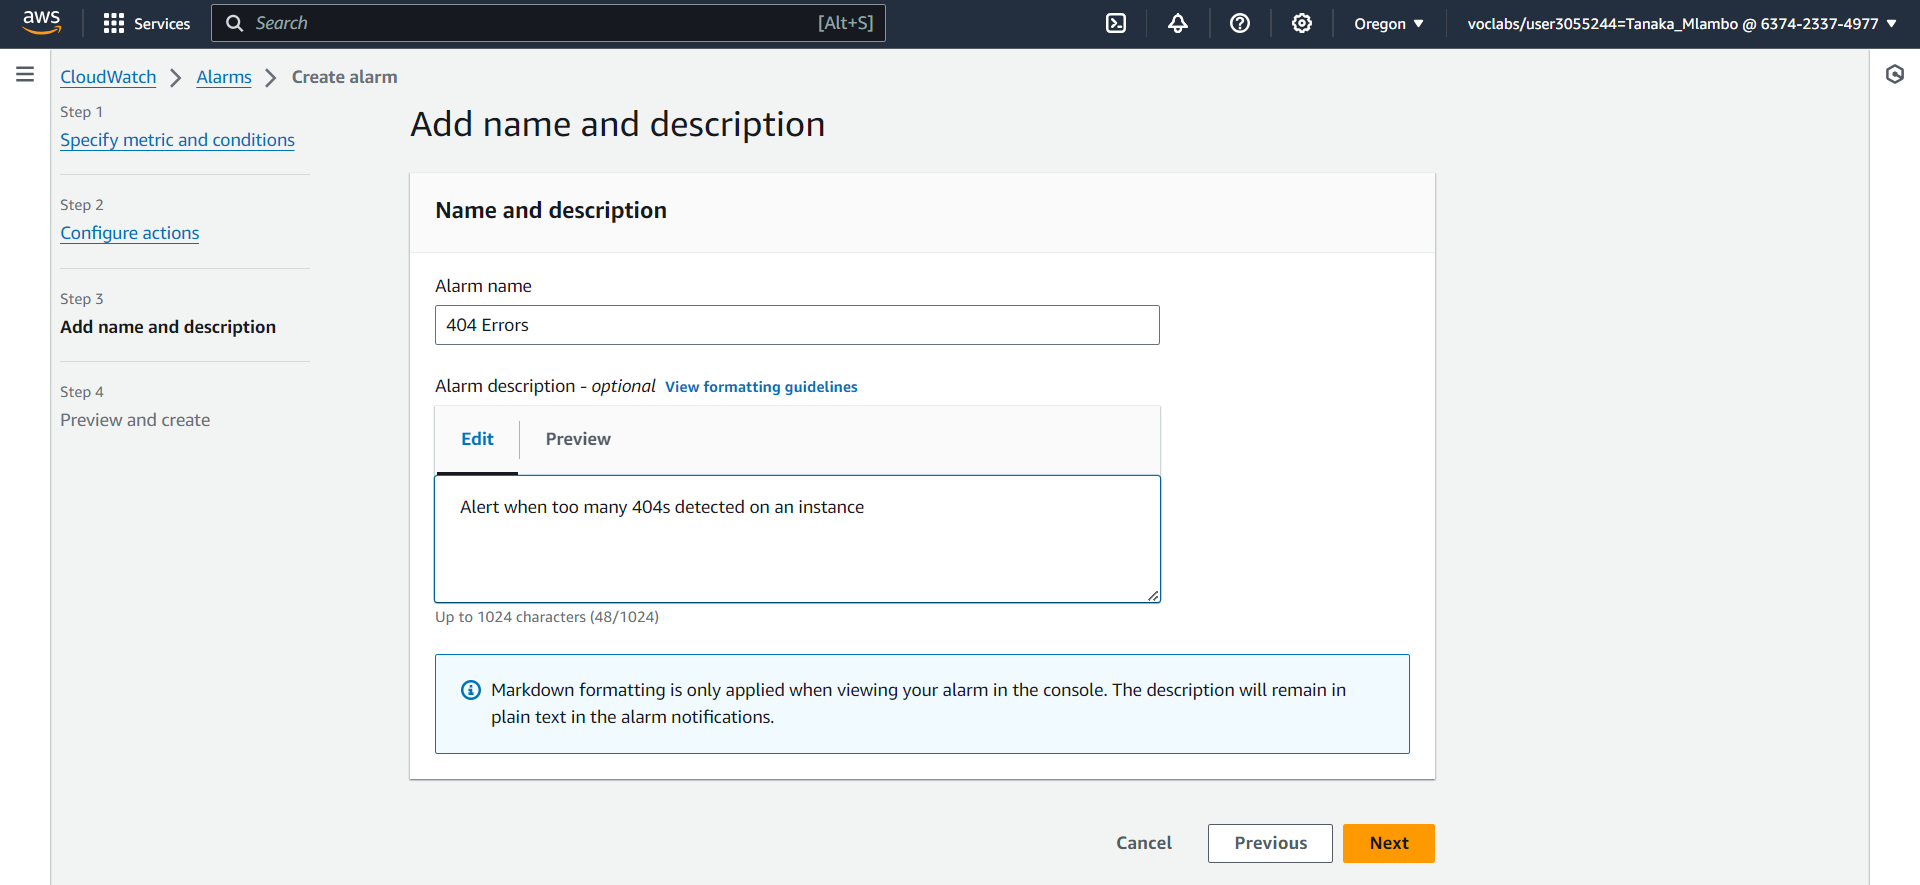 aws
Services
Search
[Alt+S]
Oregon
voclabs/user3055244=Tanaka_Mlambo @ 6374-2337-4977
CloudWatch
Alarms
Create alarm
Step 1
Specify metric and conditions
Step 2
Configure actions
Step 3
Add name and description
Step 4
Preview and create
Add name and description
Name and description
Alarm name
404 Errors
Alarm description - optional View formatting guidelines
Edit
Preview
Alert when too many 404s detected on an instance
Up to 1024 characters (48/1024)
Markdown formatting is only applied when viewing your alarm in the console. The description will remain in
plain text in the alarm notifications.
Cancel
Previous
Next